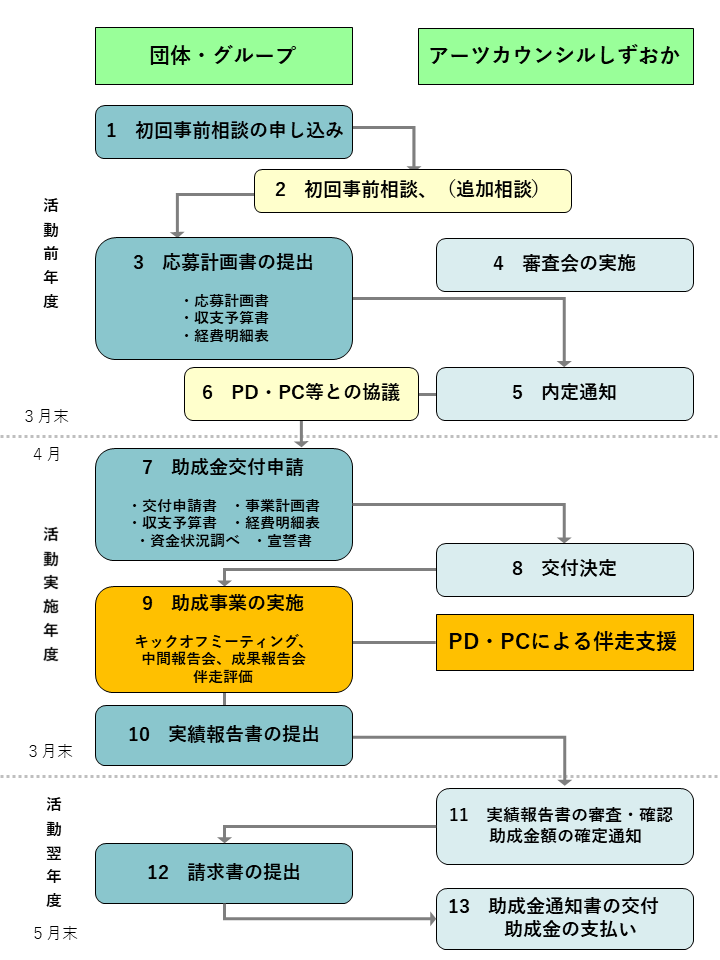 団体・グループ
アーツカウンシルしずおか
1　初回事前相談の申し込み
2　初回事前相談、（追加相談）
活動前年度
3　応募計画書の提出
・応募計画書
・収支予算書
・経費明細表
4　審査会の実施
5　内定通知
6　PD・PC等との協議
3月末
4月
7　助成金交付申請
・交付申請書　・事業計画書
・収支予算書　・経費明細表
・資金状況調べ　・宣誓書
活動実施年度
8　交付決定
9　助成事業の実施
キックオフミーティング、
中間報告会、成果報告会
伴走評価
PD・PCによる伴走支援
10　実績報告書の提出
3月末
活動翌年度
11　実績報告書の審査・確認
助成金額の確定通知
12　請求書の提出
13　助成金通知書の交付
助成金の支払い
5月末